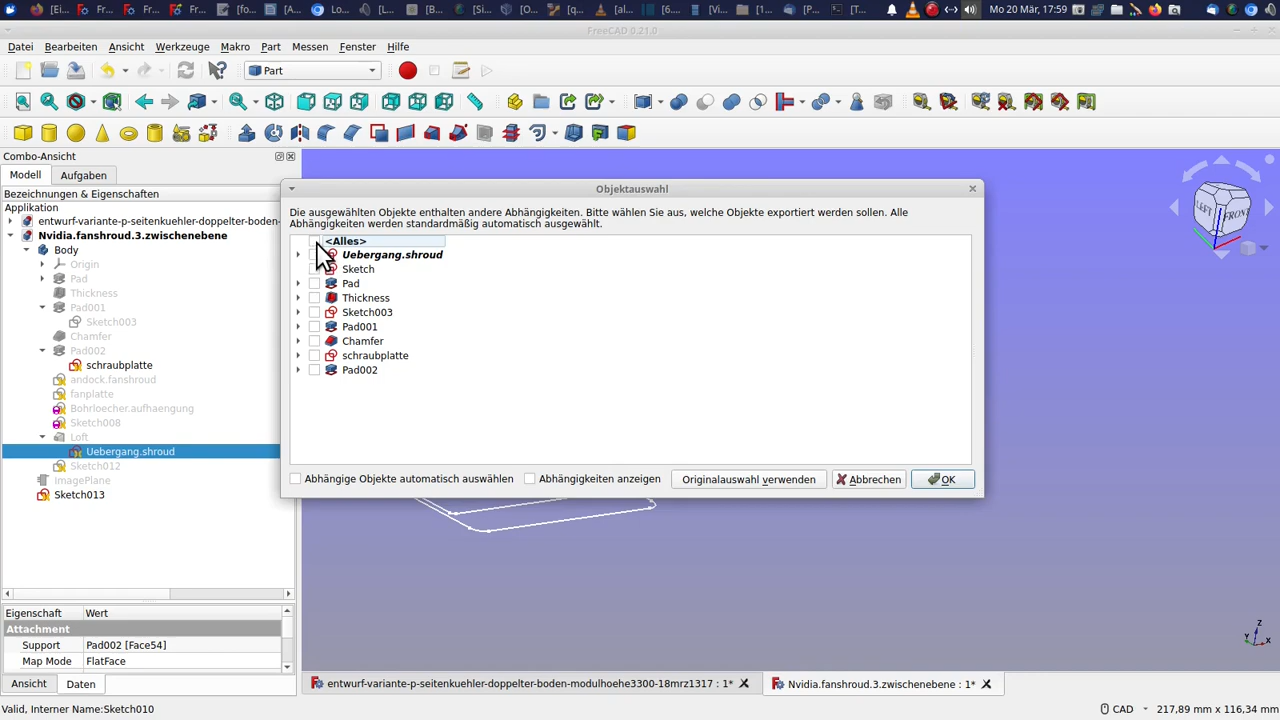 Mo 20 Mär, 17:59
FreeCAD 0.21.0
Datei Bearbeiten Ansicht Werkzeuge Makro Part Messen Fenster Hilfe
Part
Combo-Ansicht
Modell Aufgaben
Bezeichnungen & Eigenschaften
Applikation
entwurf-variante-p-seitenkuehler-doppelter-boden-
Nvidia.fanshroud.3.zwischenebene
Body
Origin
Pad
Thickness
Pad001
Sketch003
Chamfer
Pad002
schraubplatte
andock.fanshroud
fanplatte
Bohrloecher.aufhaengung
Sketch008
Loft
Uebergang.shroud
Sketch012
ImagePlane
Sketch013
Eigenschaft Wert
Attachment
Support Pad002 [Face54]
Map Mode FlatFace
Ansicht Daten
Valid, Internal Name:Sketch010
Objektauswahl
Die ausgewählten Objekte enthalten andere Abhängigkeiten. Bitte wählen Sie aus, welche Objekte exportiert werden sollen. Alle
Abhängigkeiten werden standardmäßig automatisch ausgewählt.
<Alles>
Uebergang.shroud
Sketch
Pad
Thickness
Sketch003
Pad001
Chamfer
schraubplatte
Pad002
Abhängige Objekte automatisch auswählen Abhängigkeiten anzeigen Originalauswahl verwenden Abbrechen OK
LEFT FRONT
Z
Y X
entwurf-variante-p-seitenkuehler-doppelter-boden-modulhoehe3300-18mrz1317 : 1* Nvidia.fanshroud.3.zwischenebene : 1*
CAD 217,89 mm x 116,34 mm